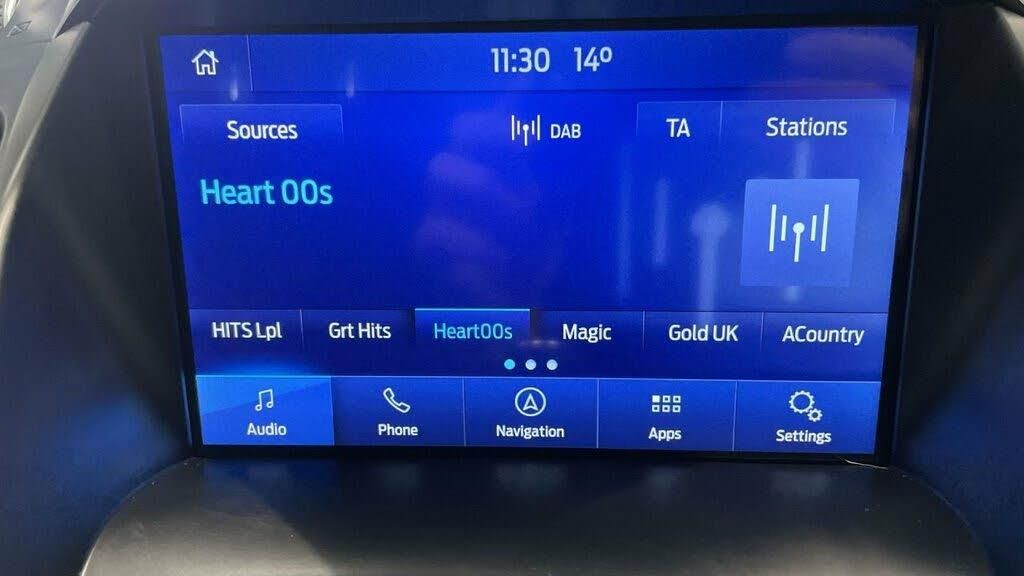 11:30 14°
Sources DAB TA Stations
Heart 00s
HITS Lpl Grt Hits Heart00s Magic Gold UK ACountry
Audio Phone Navigation Apps Settings